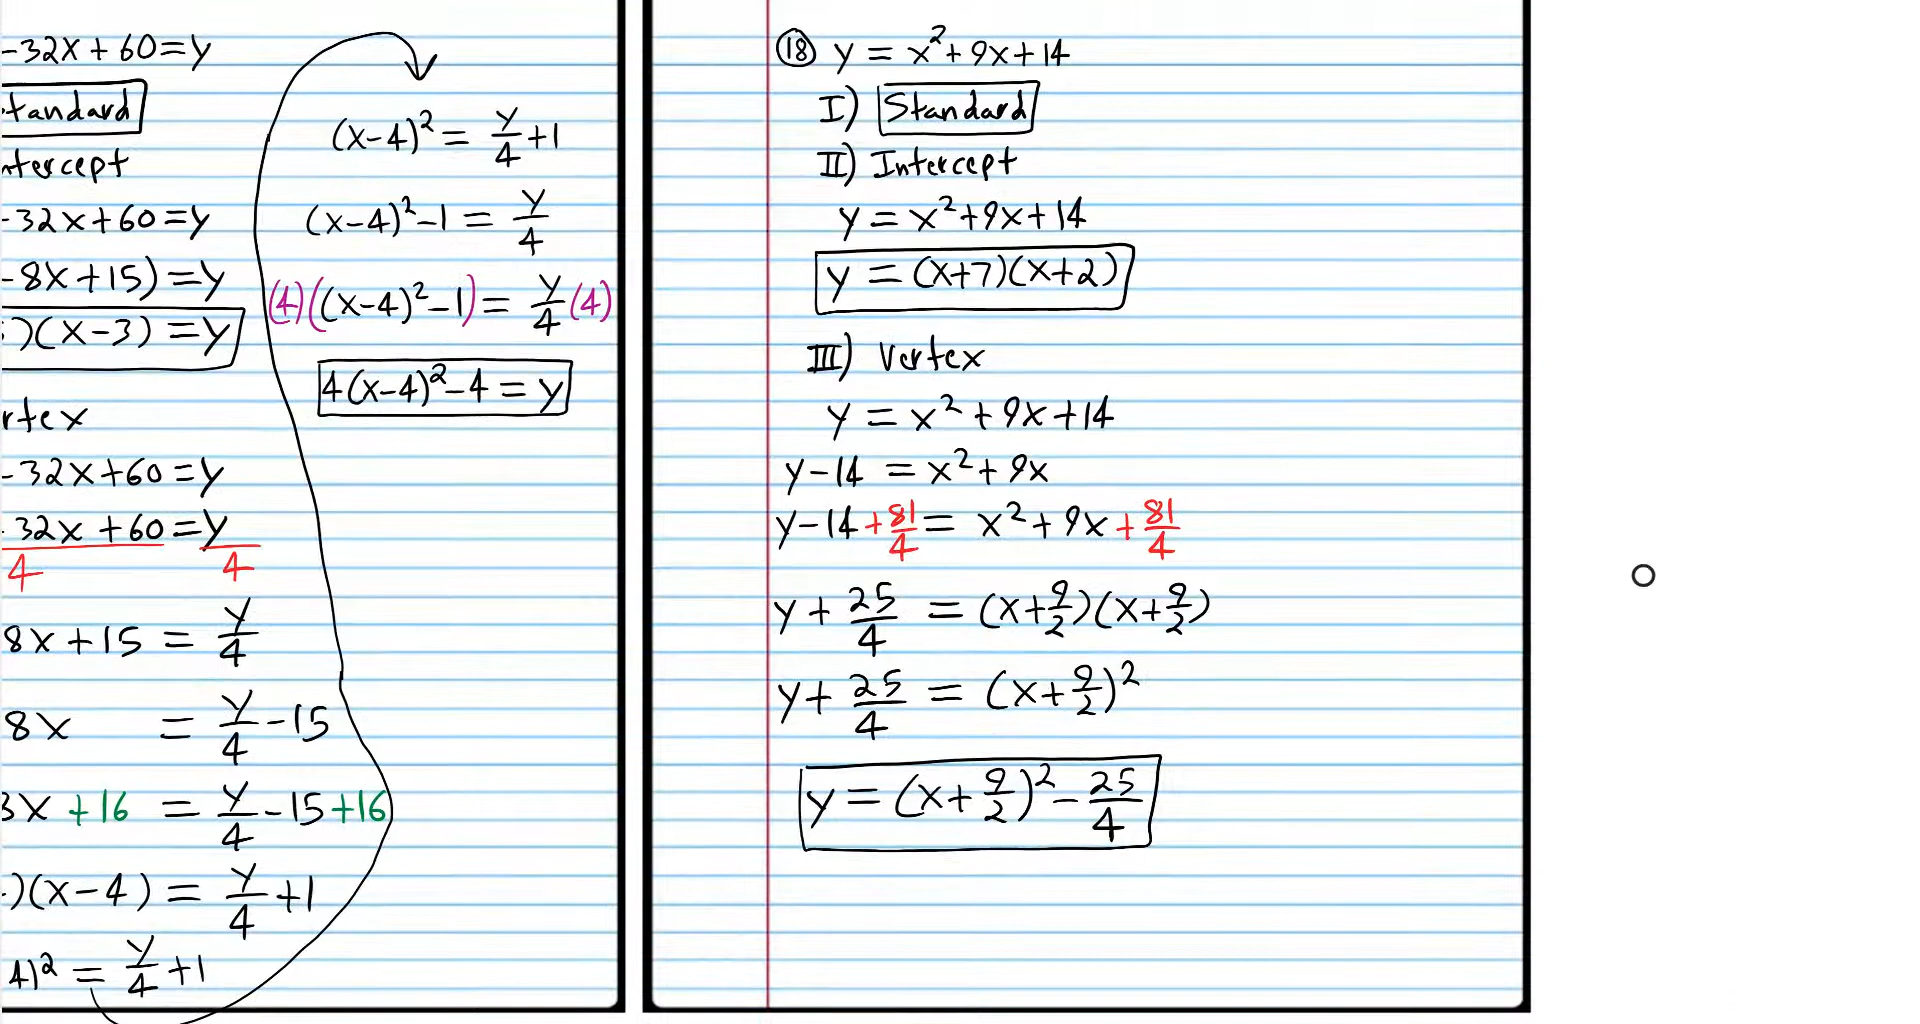 -32x+60=y
tandard
ntercept
-32x+60=y
-8x+15)=y
)(x-3)=y
rtex
-32x+60=y
32x+60=y
4 4
8x+15 = y/4
8x = y/4-15
x +16 = y/4-15+16
)(x-4) = y/4+1
4)² = y/4+1
(x-4)² = y/4+1
(x-4)²-1 = y/4
(4)((x-4)²-1) = y/4(4)
4(x-4)²-4 = y
⑱ y = x²+9x+14
I) Standard
II) Intercept
y = x²+9x+14
y = (x+7)(x+2)
III) Vertex
y = x²+9x+14
y-14 = x²+9x
y-14+81/4 = x²+9x+81/4
y+25/4 = (x+9/2)(x+9/2)
y+25/4 = (x+9/2)²
y = (x+9/2)²-25/4